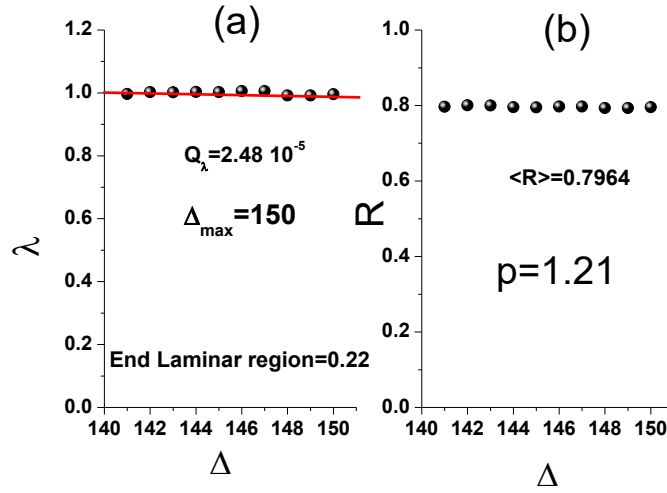 (a)
1.2
1.0
0.8
0.6
0.4
0.2
0.0
λ
Q_λ=2.48 10^-5
Δ_max=150
End Laminar region=0.22
140 142 144 146 148 150
Δ
(b)
1.0
0.8
0.6
0.4
0.2
0.0
R
<R>=0.7964
p=1.21
140 142 144 146 148 150
Δ